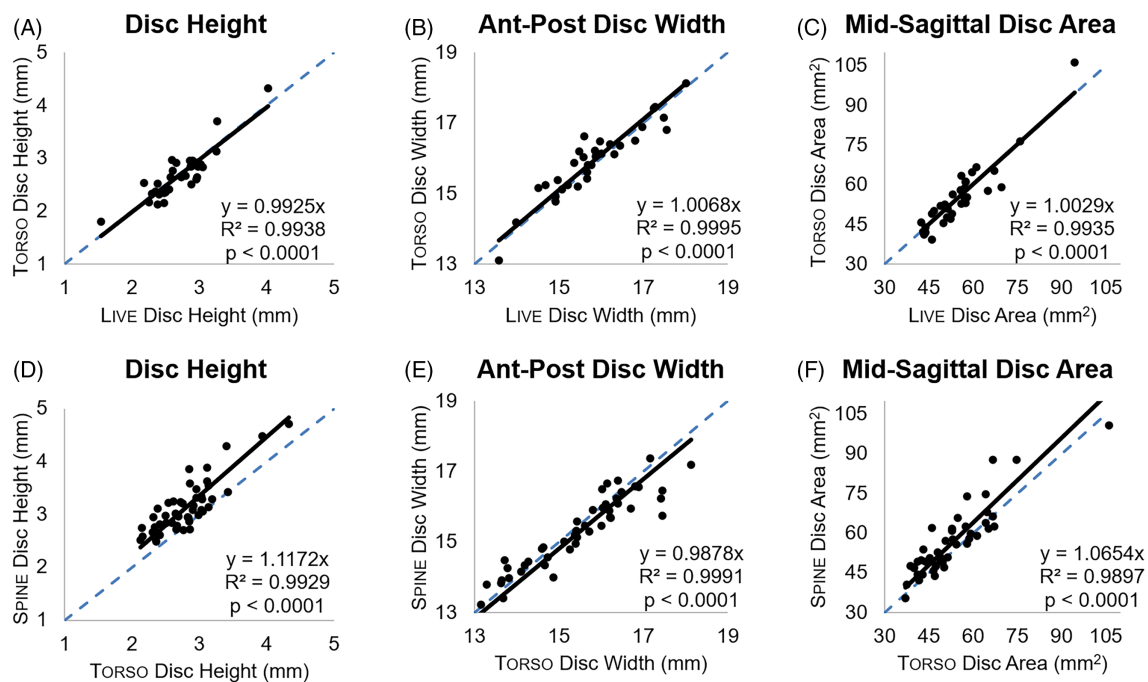 (A) Disc Height
5
4
3
2
1
TORSO Disc Height (mm)
y = 0.9925x
R² = 0.9938
p < 0.0001
1 2 3 4 5
LIVE Disc Height (mm)
(B) Ant-Post Disc Width
19
17
15
13
TORSO Disc Width (mm)
y = 1.0068x
R² = 0.9995
p < 0.0001
13 15 17 19
LIVE Disc Width (mm)
(C) Mid-Sagittal Disc Area
105
90
75
60
45
30
TORSO Disc Area (mm²)
y = 1.0029x
R² = 0.9935
p < 0.0001
30 45 60 75 90 105
LIVE Disc Area (mm²)
(D) Disc Height
5
4
3
2
1
SPINE Disc Height (mm)
y = 1.1172x
R² = 0.9929
p < 0.0001
1 2 3 4 5
TORSO Disc Height (mm)
(E) Ant-Post Disc Width
19
17
15
13
SPINE Disc Width (mm)
y = 0.9878x
R² = 0.9991
p < 0.0001
13 15 17 19
TORSO Disc Width (mm)
(F) Mid-Sagittal Disc Area
105
90
75
60
45
30
SPINE Disc Area (mm²)
y = 1.0654x
R² = 0.9897
p < 0.0001
30 45 60 75 90 105
TORSO Disc Area (mm²)